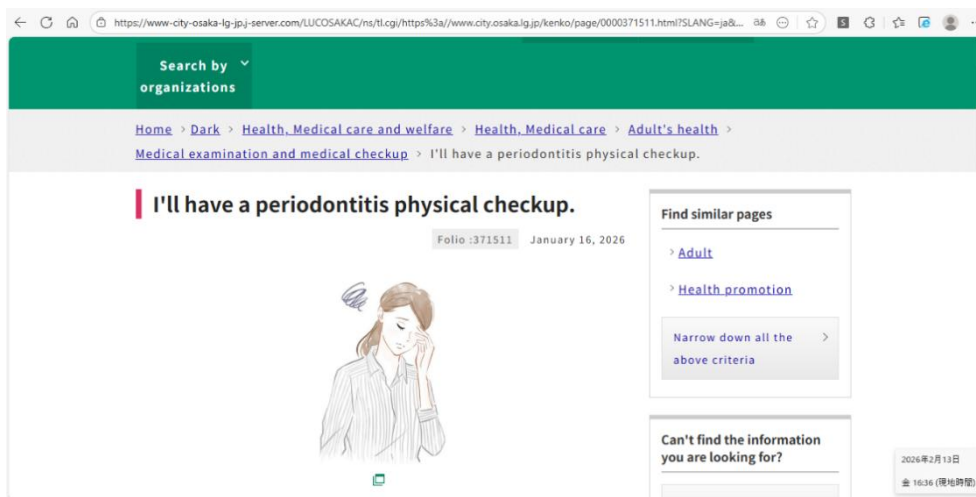 https://www-city-osaka-lg-jp.j-server.com/LUCOSAKAC/ns/tl.cgi/https%3a//www.city.osaka.lg.jp/kenko/page/0000371511.html?SLANG=ja&...
Search by
organizations
Home > Dark > Health, Medical care and welfare > Health, Medical care > Adult's health >
Medical examination and medical checkup > I'll have a periodontitis physical checkup.
I'll have a periodontitis physical checkup.
Folio :371511 January 16, 2026
Find similar pages
> Adult
> Health promotion
Narrow down all the
above criteria
Can't find the information
you are looking for?
2026年2月13日
金 16:36 (現地時間)